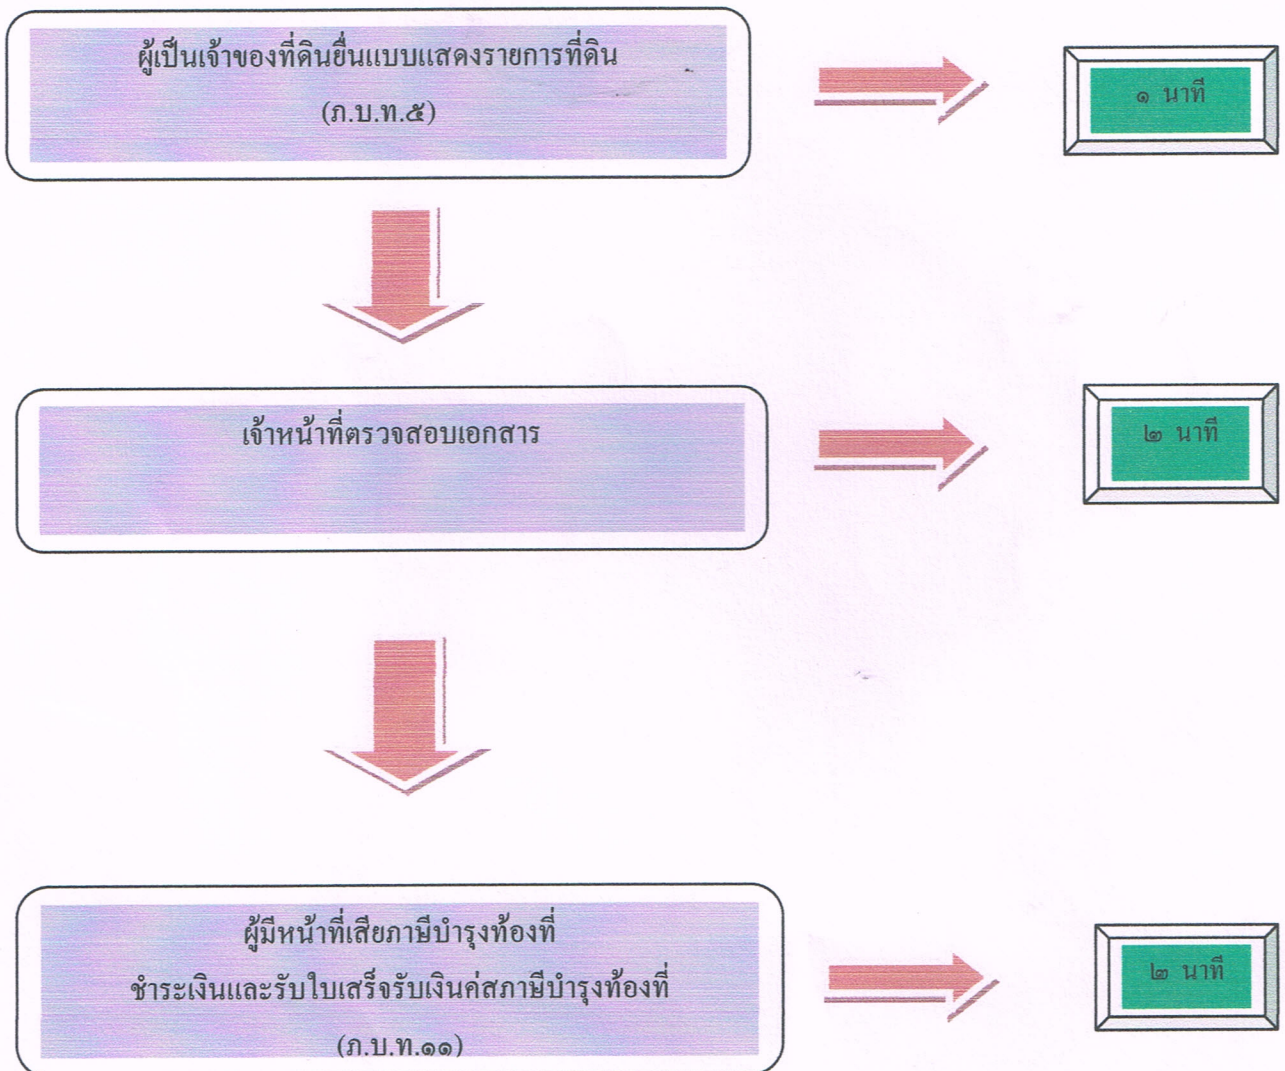 ผู้เป็นเจ้าของที่ดินยื่นแบบแสดงรายการที่ดิน
(ภ.บ.ท.๕)
๑ นาที
เจ้าหน้าที่ตรวจสอบเอกสาร
๒ นาที
ผู้มีหน้าที่เสียภาษีบำรุงท้องที่
ชำระเงินและรับใบเสร็จรับเงินค่สภาษีบำรุงท้องที่
(ภ.บ.ท.๑๑)
๒ นาที